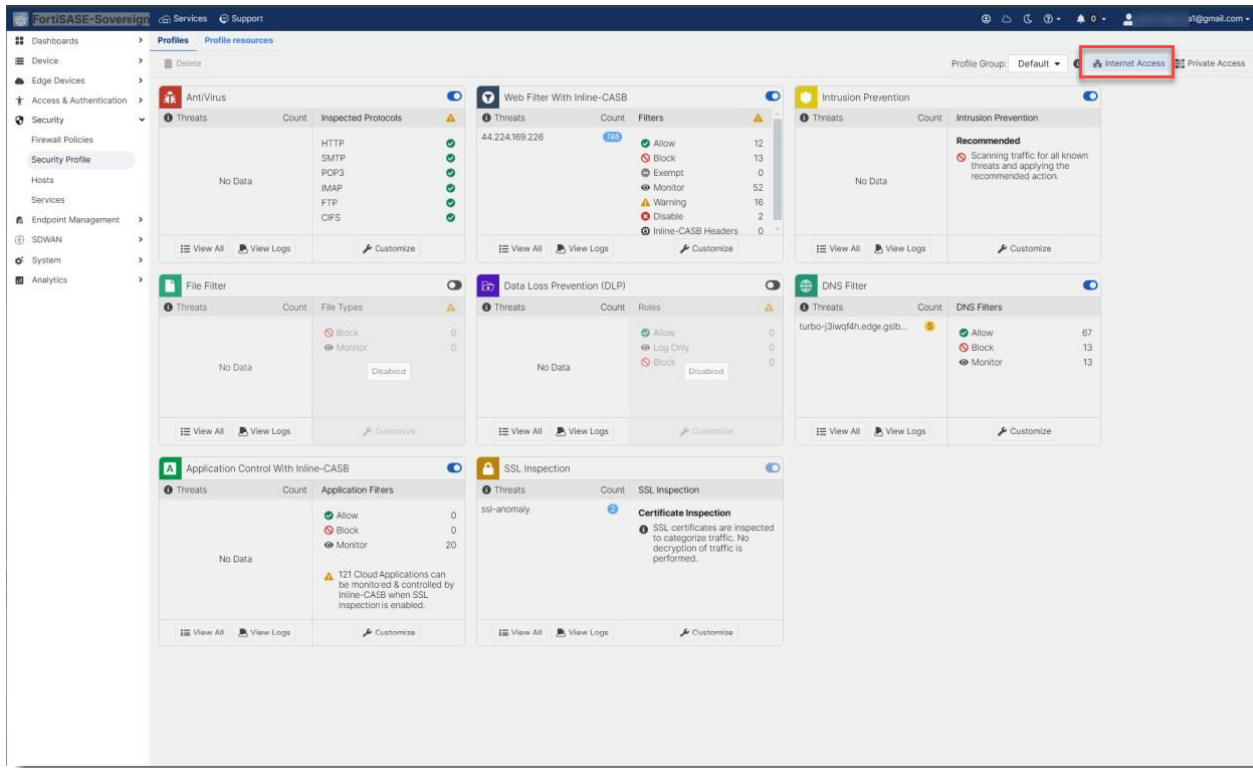 FortiSASE-Sovereign Services Support 0 a1@gmail.com
Dashboards
Device
Edge Devices
Access & Authentication
Security
Firewall Policies
Security Profile
Hosts
Services
Endpoint Management
SDWAN
System
Analytics
Profiles Profile resources
Delete Profile Group: Default Internet Access Private Access
AntiVirus
Threats Count Inspected Protocols
No Data
HTTP
SMTP
POP3
IMAP
FTP
CIFS
View All View Logs Customize
Web Filter With Inline-CASB
Threats Count Filters
44.224.169.226 746
Allow 12
Block 13
Exempt 0
Monitor 52
Warning 16
Disable 2
Inline-CASB Headers 0
View All View Logs Customize
Intrusion Prevention
Threats Count Intrusion Prevention
No Data
Recommended
Scanning traffic for all known
threats and applying the
recommended action.
View All View Logs Customize
File Filter
Threats Count File Types
No Data
Block 0
Monitor 0
Disabled
View All View Logs Customize
Data Loss Prevention (DLP)
Threats Count Rules
No Data
Allow 0
Log Only 0
Block 0
Disabled
View All View Logs Customize
DNS Filter
Threats Count DNS Filters
turbo-j3iwqf4h.edge.gslb... 5
Allow 67
Block 13
Monitor 13
View All View Logs Customize
Application Control With Inline-CASB
Threats Count Application Filters
No Data
Allow 0
Block 0
Monitor 20
121 Cloud Applications can
be monitored & controlled by
Inline-CASB when SSL
inspection is enabled.
View All View Logs Customize
SSL Inspection
Threats Count SSL Inspection
ssl-anomaly 2
Certificate Inspection
SSL certificates are inspected
to categorize traffic. No
decryption of traffic is
performed.
View All View Logs Customize